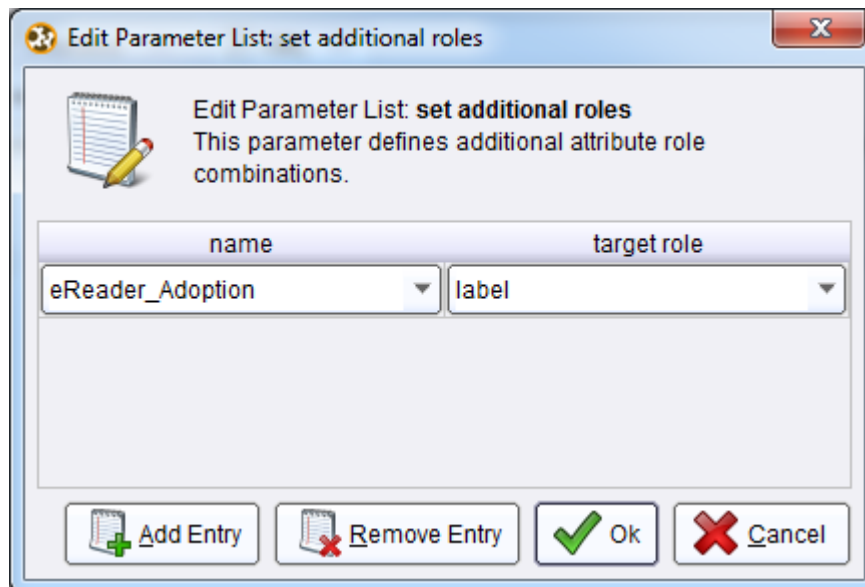 Edit Parameter List: set additional roles
Edit Parameter List: set additional roles
This parameter defines additional attribute role
combinations.
name target role
eReader_Adoption label
Add Entry Remove Entry Ok Cancel